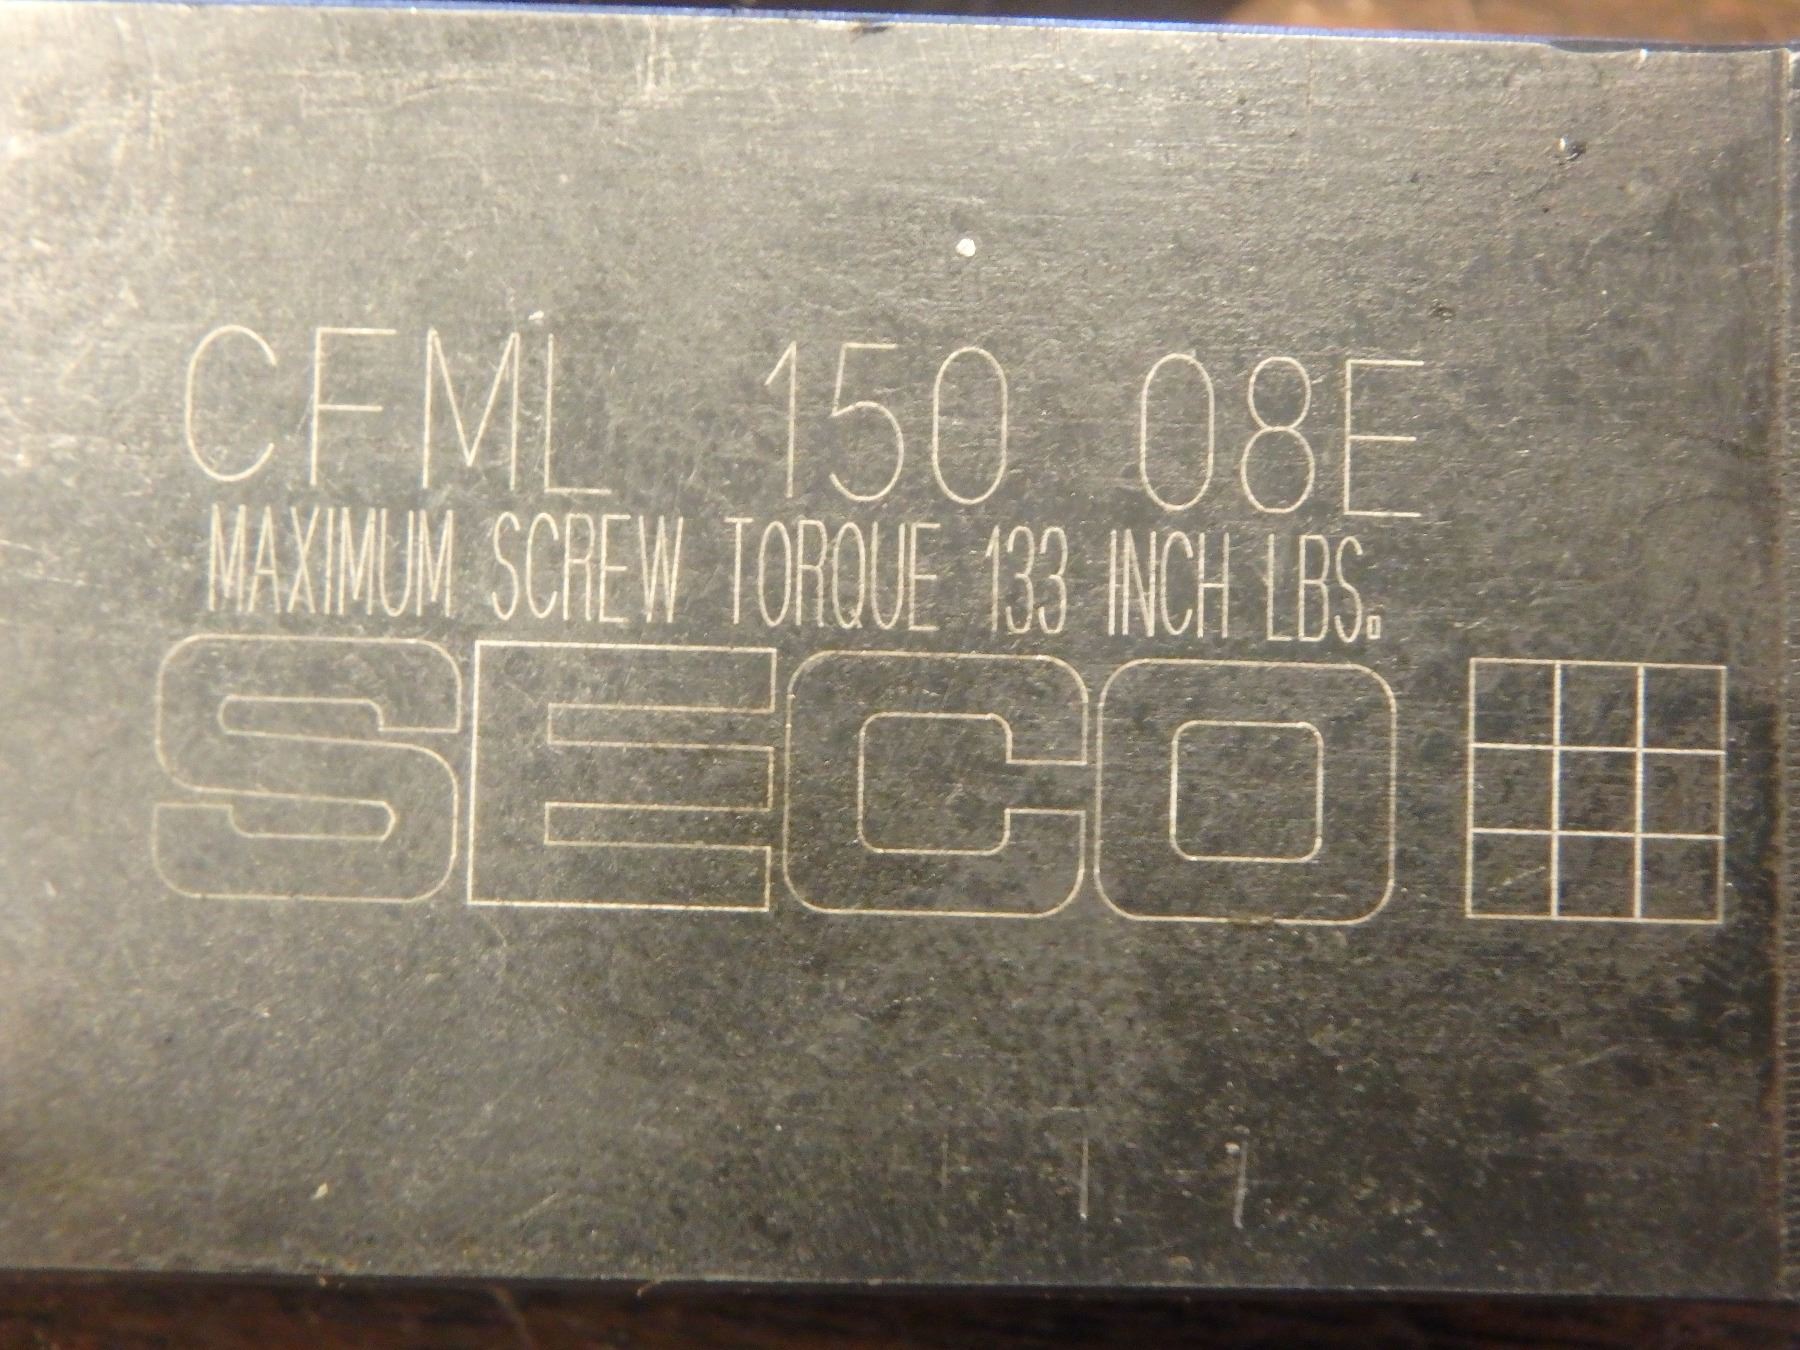 CFML 150 08E
MAXIMUM SCREW TORQUE 133 INCH LBS.
SECO